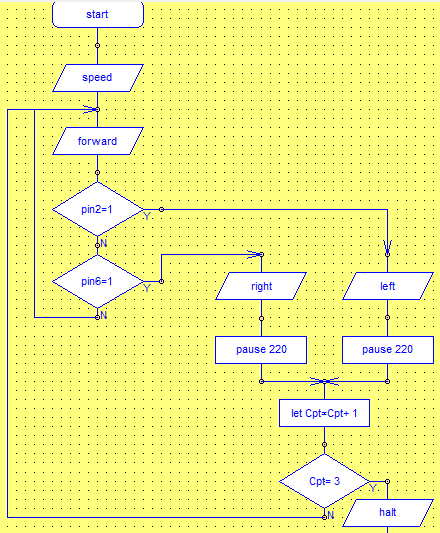 start
speed
forward
pin2=1
Y
N
pin6=1
Y
N
right
left
pause 220
pause 220
let Cpt=Cpt+ 1
Cpt= 3
Y
N
halt